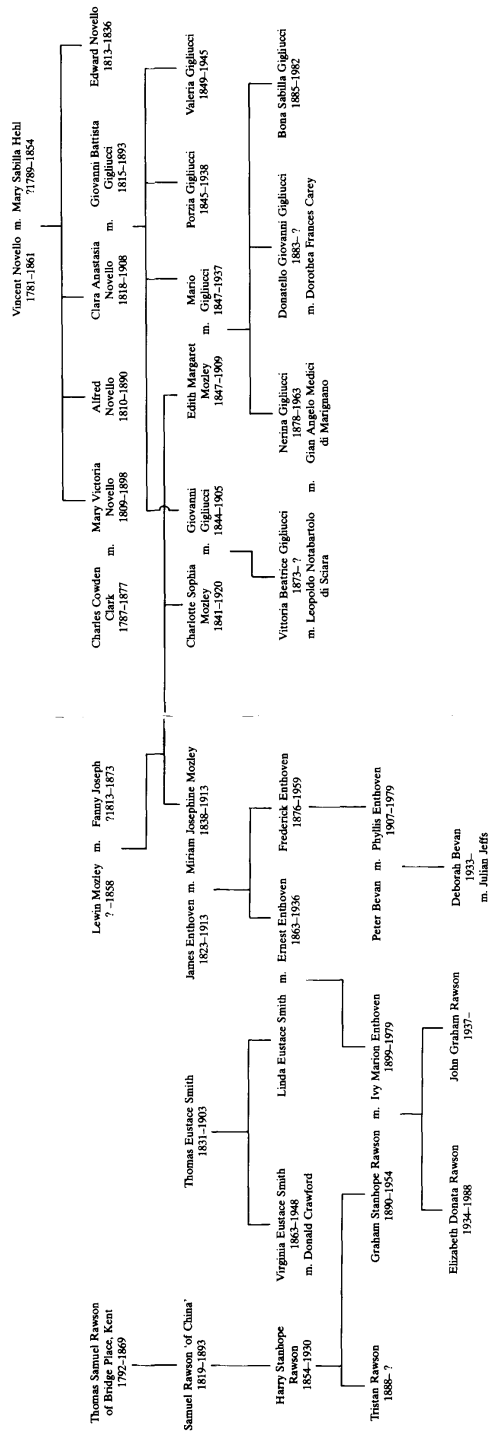 Vincent Novello m. Mary Sabilla Hehl
1781–1861 ?1789–1854
Charles Cowden
Clark
1787–1877
m.
Mary Victoria
Novello
1809–1898
Alfred
Novello
1810–1890
Clara Anastasia
Novello
1818–1908
m.
Giovanni Battista
Gigliucci
1815–1893
Edward Novello
1813–1836
Thomas Samuel Rawson
of Bridge Place, Kent
1792–1869
Lewin Mozley m. Fanny Joseph
? –1858 ?1813–1873
Samuel Rawson 'of China'
1819–1893
Thomas Eustace Smith
1831–1903
James Enthoven m. Miriam Josephine Mozley
1823–1913 1838–1913
Charlotte Sophia
Mozley
1841–1920
m.
Giovanni
Gigliucci
1844–1905
Edith Margaret
Mozley
1847–1909
m.
Mario
Gigliucci
1847–1937
Porzia Gigliucci
1845–1938
Valeria Gigliucci
1849–1945
Harry Stanhope
Rawson
1854–1930
Virginia Eustace Smith
1863–1948
m. Donald Crawford
Linda Eustace Smith m. Ernest Enthoven
1863–1936
Frederick Enthoven
1876–1959
Vittoria Beatrice Gigliucci
1873– ?
m. Leopoldo Notabartolo
di Sciara
Nerina Gigliucci
1878–1963
m. Gian Angelo Medici
di Marignano
Donatello Giovanni Gigliucci
1883– ?
m. Dorothea Frances Carey
Bona Sabilla Gigliucci
1885–1982
Tristan Rawson
1888– ?
Graham Stanhope Rawson m. Ivy Marion Enthoven
1890–1954 1899–1979
Peter Bevan m. Phyllis Enthoven
1907–1979
Elizabeth Donata Rawson
1934–1988
John Graham Rawson
1937–
Deborah Bevan
1933–
m. Julian Jeffs